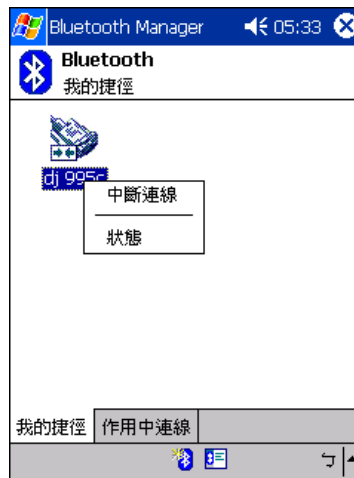 Bluetooth Manager 05:33
Bluetooth
我的捷徑
dj 995c
中斷連線
狀態
我的捷徑 作用中連線
ㄅ